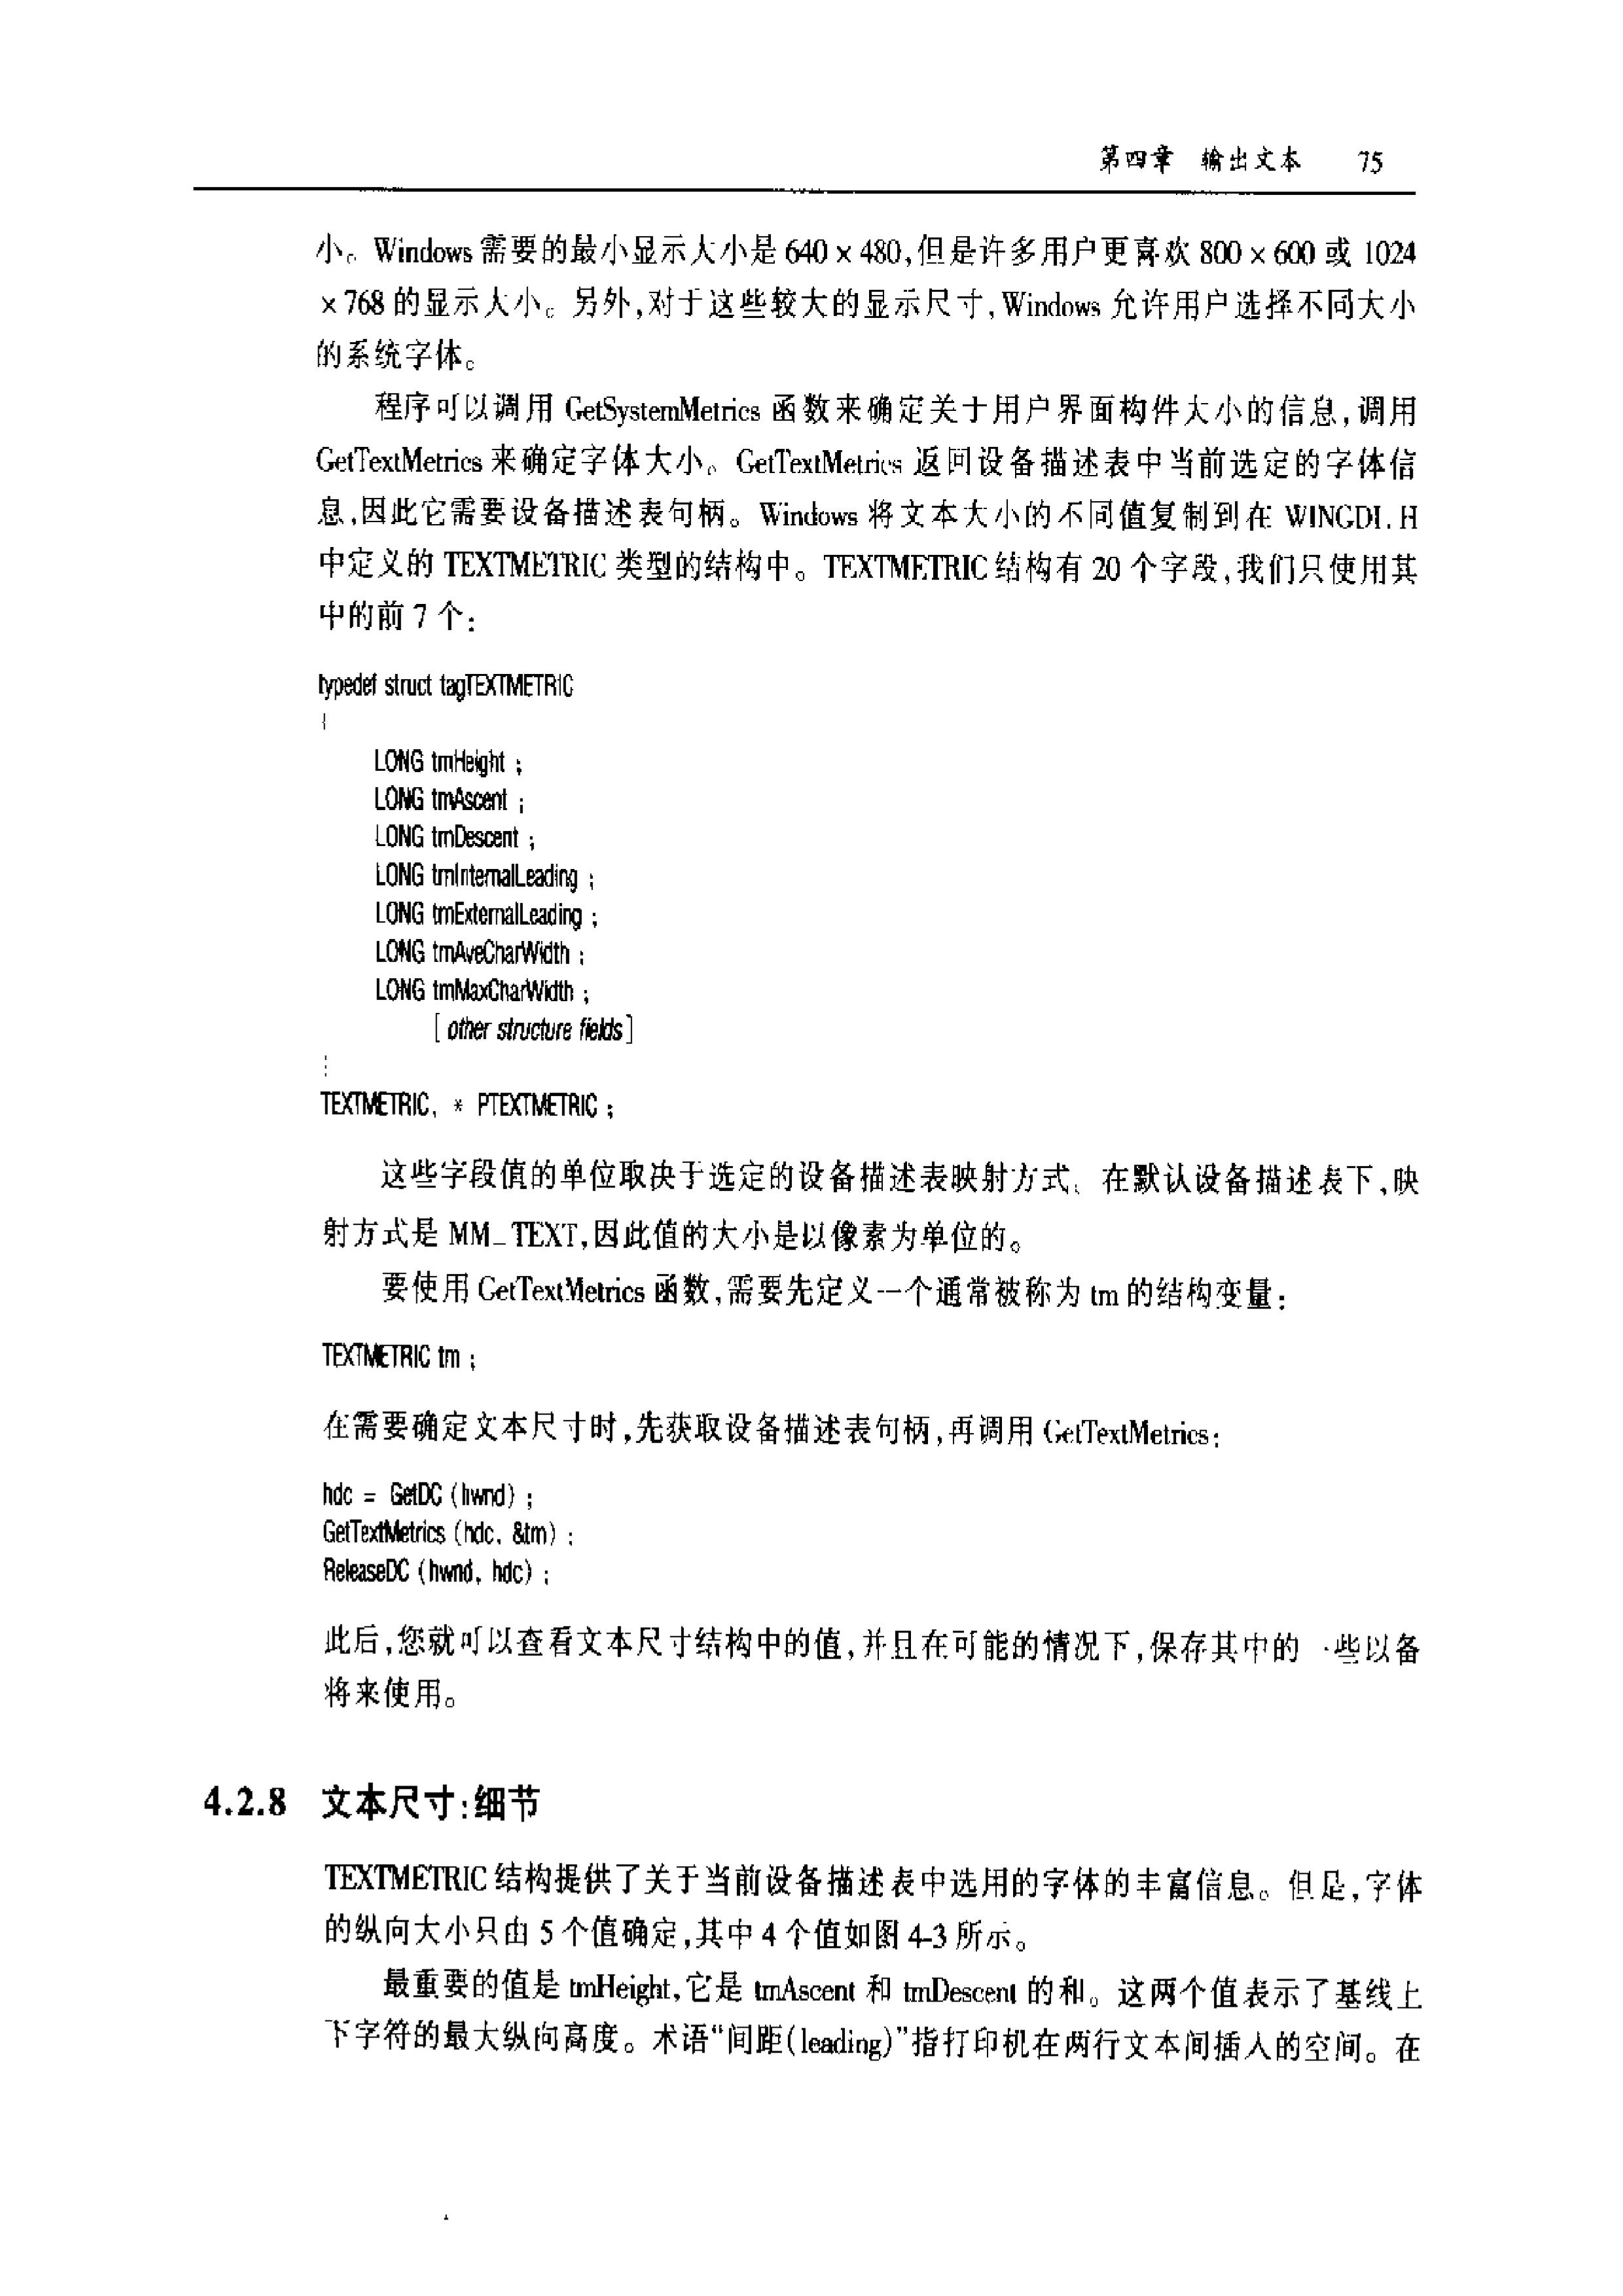 第四章 输出文本 75
小。Windows 需要的最小显示大小是 640 × 480,但是许多用户更喜欢 800 × 600 或 1024
× 768 的显示大小。另外,对于这些较大的显示尺寸,Windows 允许用户选择不同大小
的系统字体。
程序可以调用 GetSystemMetrics 函数来确定关于用户界面构件大小的信息,调用
GetTextMetrics 来确定字体大小。GetTextMetrics 返回设备描述表中当前选定的字体信
息,因此它需要设备描述表句柄。Windows 将文本大小的不同值复制到在 WINGDI.H
中定义的 TEXTMETRIC 类型的结构中。TEXTMETRIC 结构有 20 个字段,我们只使用其
中的前 7 个:
typedef struct tagTEXTMETRIC
{
LONG tmHeight ;
LONG tmAscent ;
LONG tmDescent ;
LONG tmInternalLeading ;
LONG tmExternalLeading ;
LONG tmAveCharWidth ;
LONG tmMaxCharWidth ;
[ other structure fields]
TEXTMETRIC, * PTEXTMETRIC ;
这些字段值的单位取决于选定的设备描述表映射方式。在默认设备描述表下,映
射方式是 MM_TEXT,因此值的大小是以像素为单位的。
要使用 GetTextMetrics 函数,需要先定义一个通常被称为 tm 的结构变量:
TEXTMETRIC tm ;
在需要确定文本尺寸时,先获取设备描述表句柄,再调用 GetTextMetrics:
hdc = GetDC (hwnd) ;
GetTextMetrics (hdc, &tm) ;
ReleaseDC (hwnd, hdc) ;
此后,您就可以查看文本尺寸结构中的值,并且在可能的情况下,保存其中的一些以备
将来使用。
4.2.8 文本尺寸:细节
TEXTMETRIC 结构提供了关于当前设备描述表中选用的字体的丰富信息。但是,字体
的纵向大小只由 5 个值确定,其中 4 个值如图 4-3 所示。
最重要的值是 tmHeight,它是 tmAscent 和 tmDescent 的和。这两个值表示了基线上
下字符的最大纵向高度。术语“间距(leading)”指打印机在两行文本间插入的空间。在